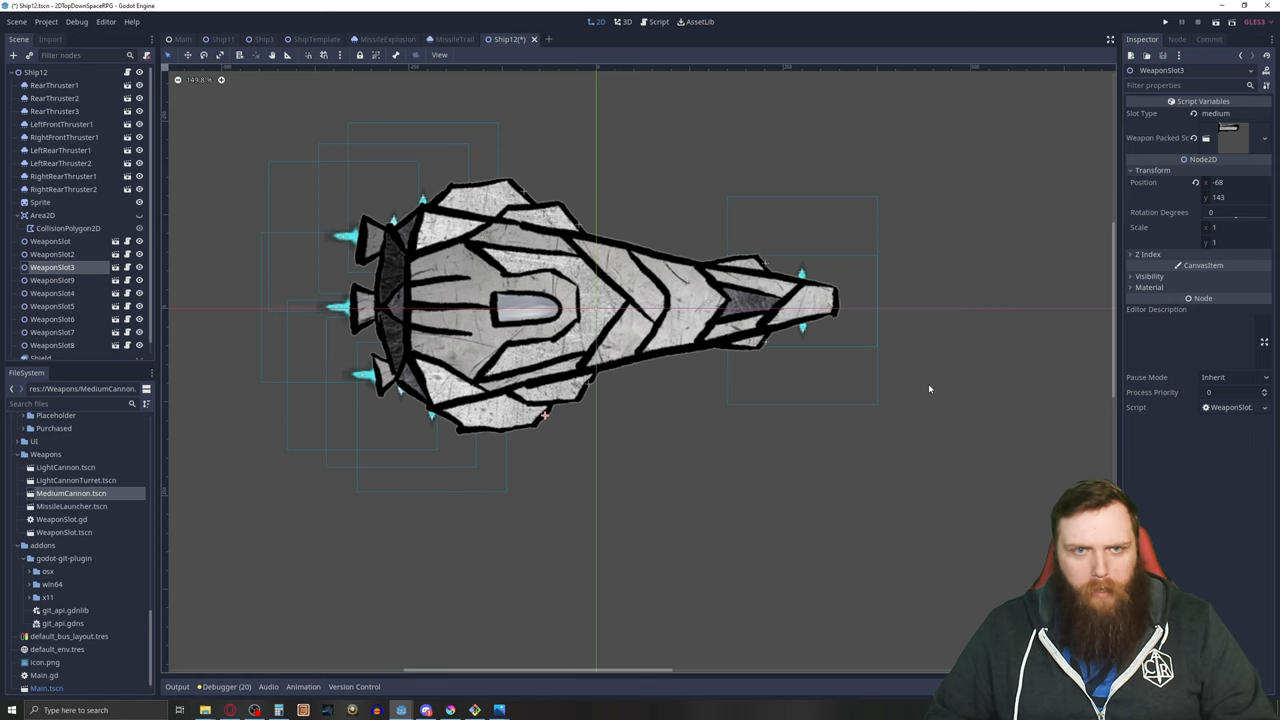 (*) Ship12.tscn - 2DTopDownSpaceRPG - Godot Engine
Scene Project Debug Editor Help
2D 3D Script AssetLib
GLES3
Scene Import
Main Ship11 Ship3 ShipTemplate MissileExplosion MissileTrail Ship12(*)
Inspector Node Commit
Filter nodes
View
WeaponSlot3
Ship12
149.8 %
Filter properties
RearThruster1
RearThruster2
RearThruster3
LeftFrontThruster1
RightFrontThruster1
LeftRearThruster1
LeftRearThruster2
RightRearThruster1
RightRearThruster2
Sprite
Area2D
CollisionPolygon2D
WeaponSlot
WeaponSlot2
WeaponSlot3
WeaponSlot9
WeaponSlot4
WeaponSlot5
WeaponSlot6
WeaponSlot7
WeaponSlot8
Shield
Script Variables
Slot Type medium
Weapon Packed Sc
Node2D
Transform
Position x -68
y 143
Rotation Degrees 0
Scale x 1
y 1
Z Index
CanvasItem
Visibility
Material
Node
Editor Description
Pause Mode Inherit
Process Priority 0
Script WeaponSlot.
FileSystem
res://Weapons/MediumCannon.
Search files
Placeholder
Purchased
UI
Weapons
LightCannon.tscn
LightCannonTurret.tscn
MediumCannon.tscn
MissileLauncher.tscn
WeaponSlot.gd
WeaponSlot.tscn
addons
godot-git-plugin
osx
win64
x11
git_api.gdnlib
git_api.gdns
default_bus_layout.tres
default_env.tres
icon.png
Main.gd
Main.tscn
Output Debugger (20) Audio Animation Version Control
Type here to search